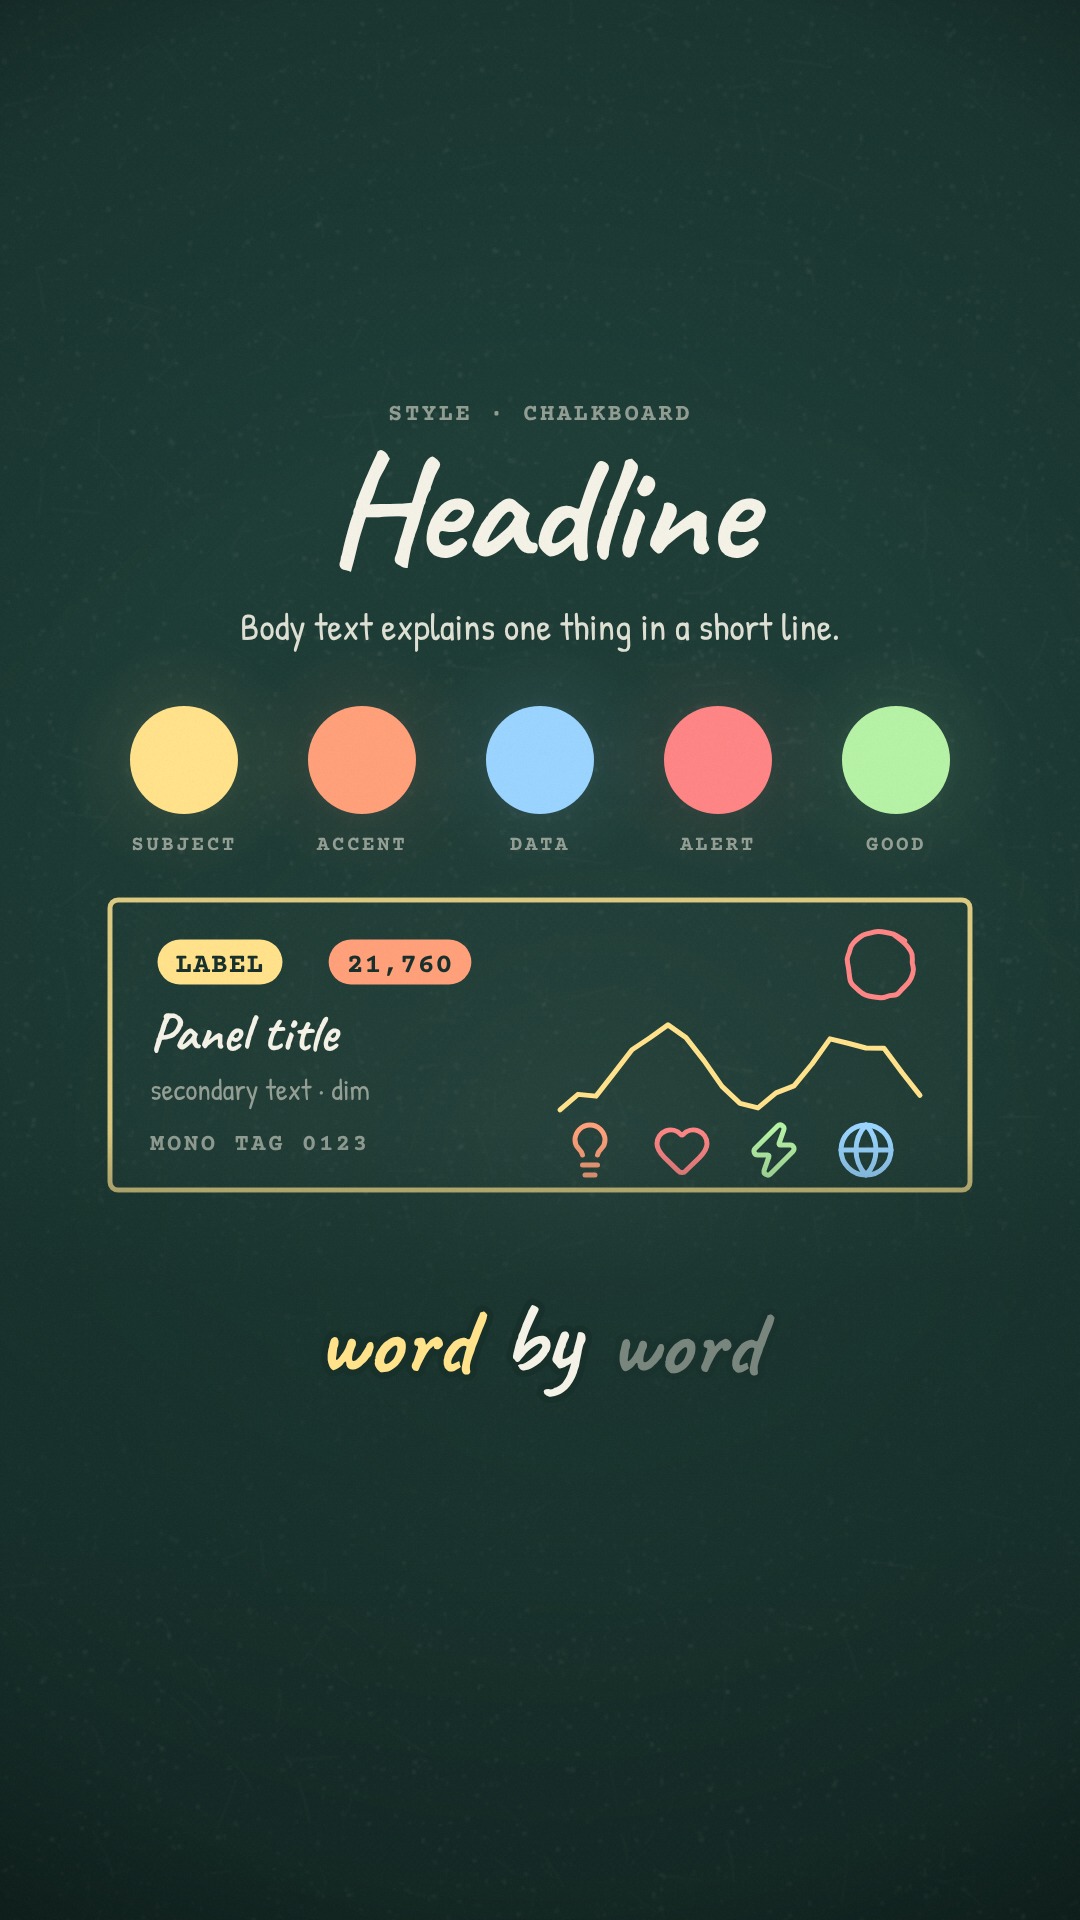 STYLE · CHALKBOARD
Headline
Body text explains one thing in a short line.
SUBJECT ACCENT DATA ALERT GOOD
LABEL 21,760
Panel title
secondary text · dim
MONO TAG 0123
word by word